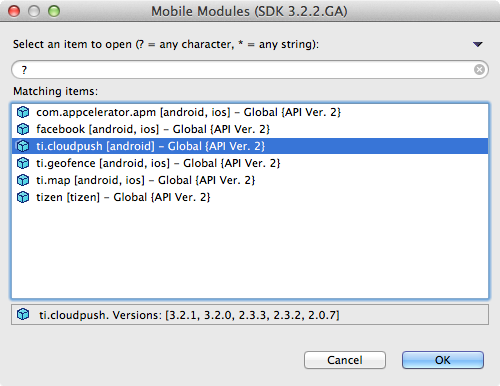 Mobile Modules (SDK 3.2.2.GA)
Select an item to open (? = any character, * = any string):
?
Matching items:
com.appcelerator.apm [android, ios] – Global {API Ver. 2}
facebook [android, ios] – Global {API Ver. 2}
ti.cloudpush [android] – Global {API Ver. 2}
ti.geofence [android, ios] – Global {API Ver. 2}
ti.map [android, ios] – Global {API Ver. 2}
tizen [tizen] – Global {API Ver. 2}
ti.cloudpush. Versions: [3.2.1, 3.2.0, 2.3.3, 2.3.2, 2.0.7]
Cancel OK